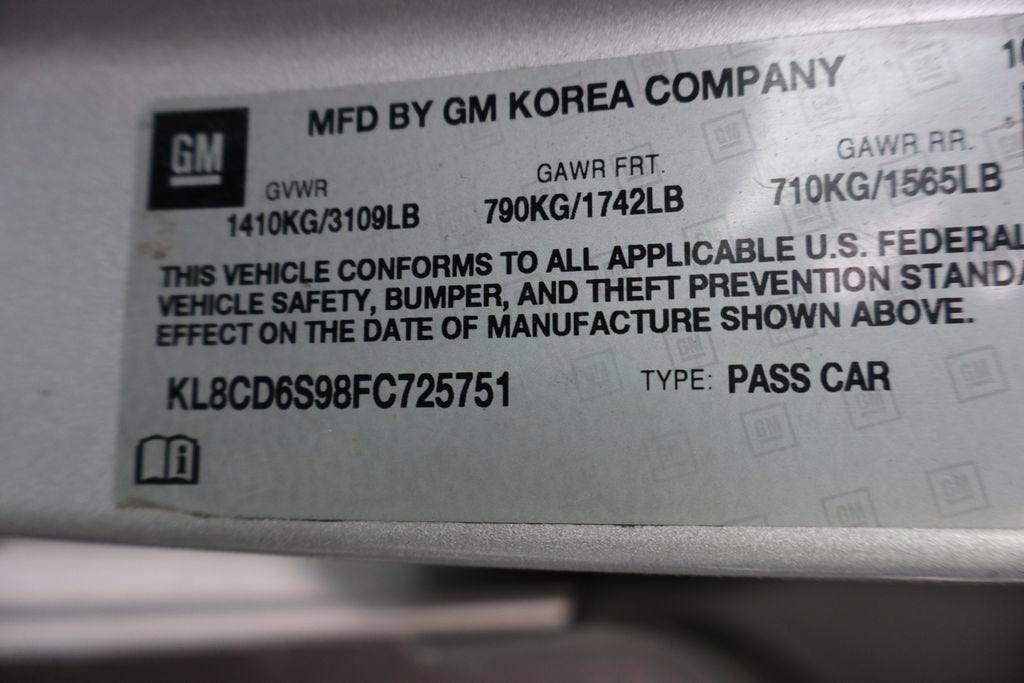 GM
MFD BY GM KOREA COMPANY
GVWR GAWR FRT. GAWR RR.
1410KG/3109LB 790KG/1742LB 710KG/1565LB
THIS VEHICLE CONFORMS TO ALL APPLICABLE U.S. FEDERAL
VEHICLE SAFETY, BUMPER, AND THEFT PREVENTION STANDA
EFFECT ON THE DATE OF MANUFACTURE SHOWN ABOVE.
KL8CD6S98FC725751 TYPE: PASS CAR